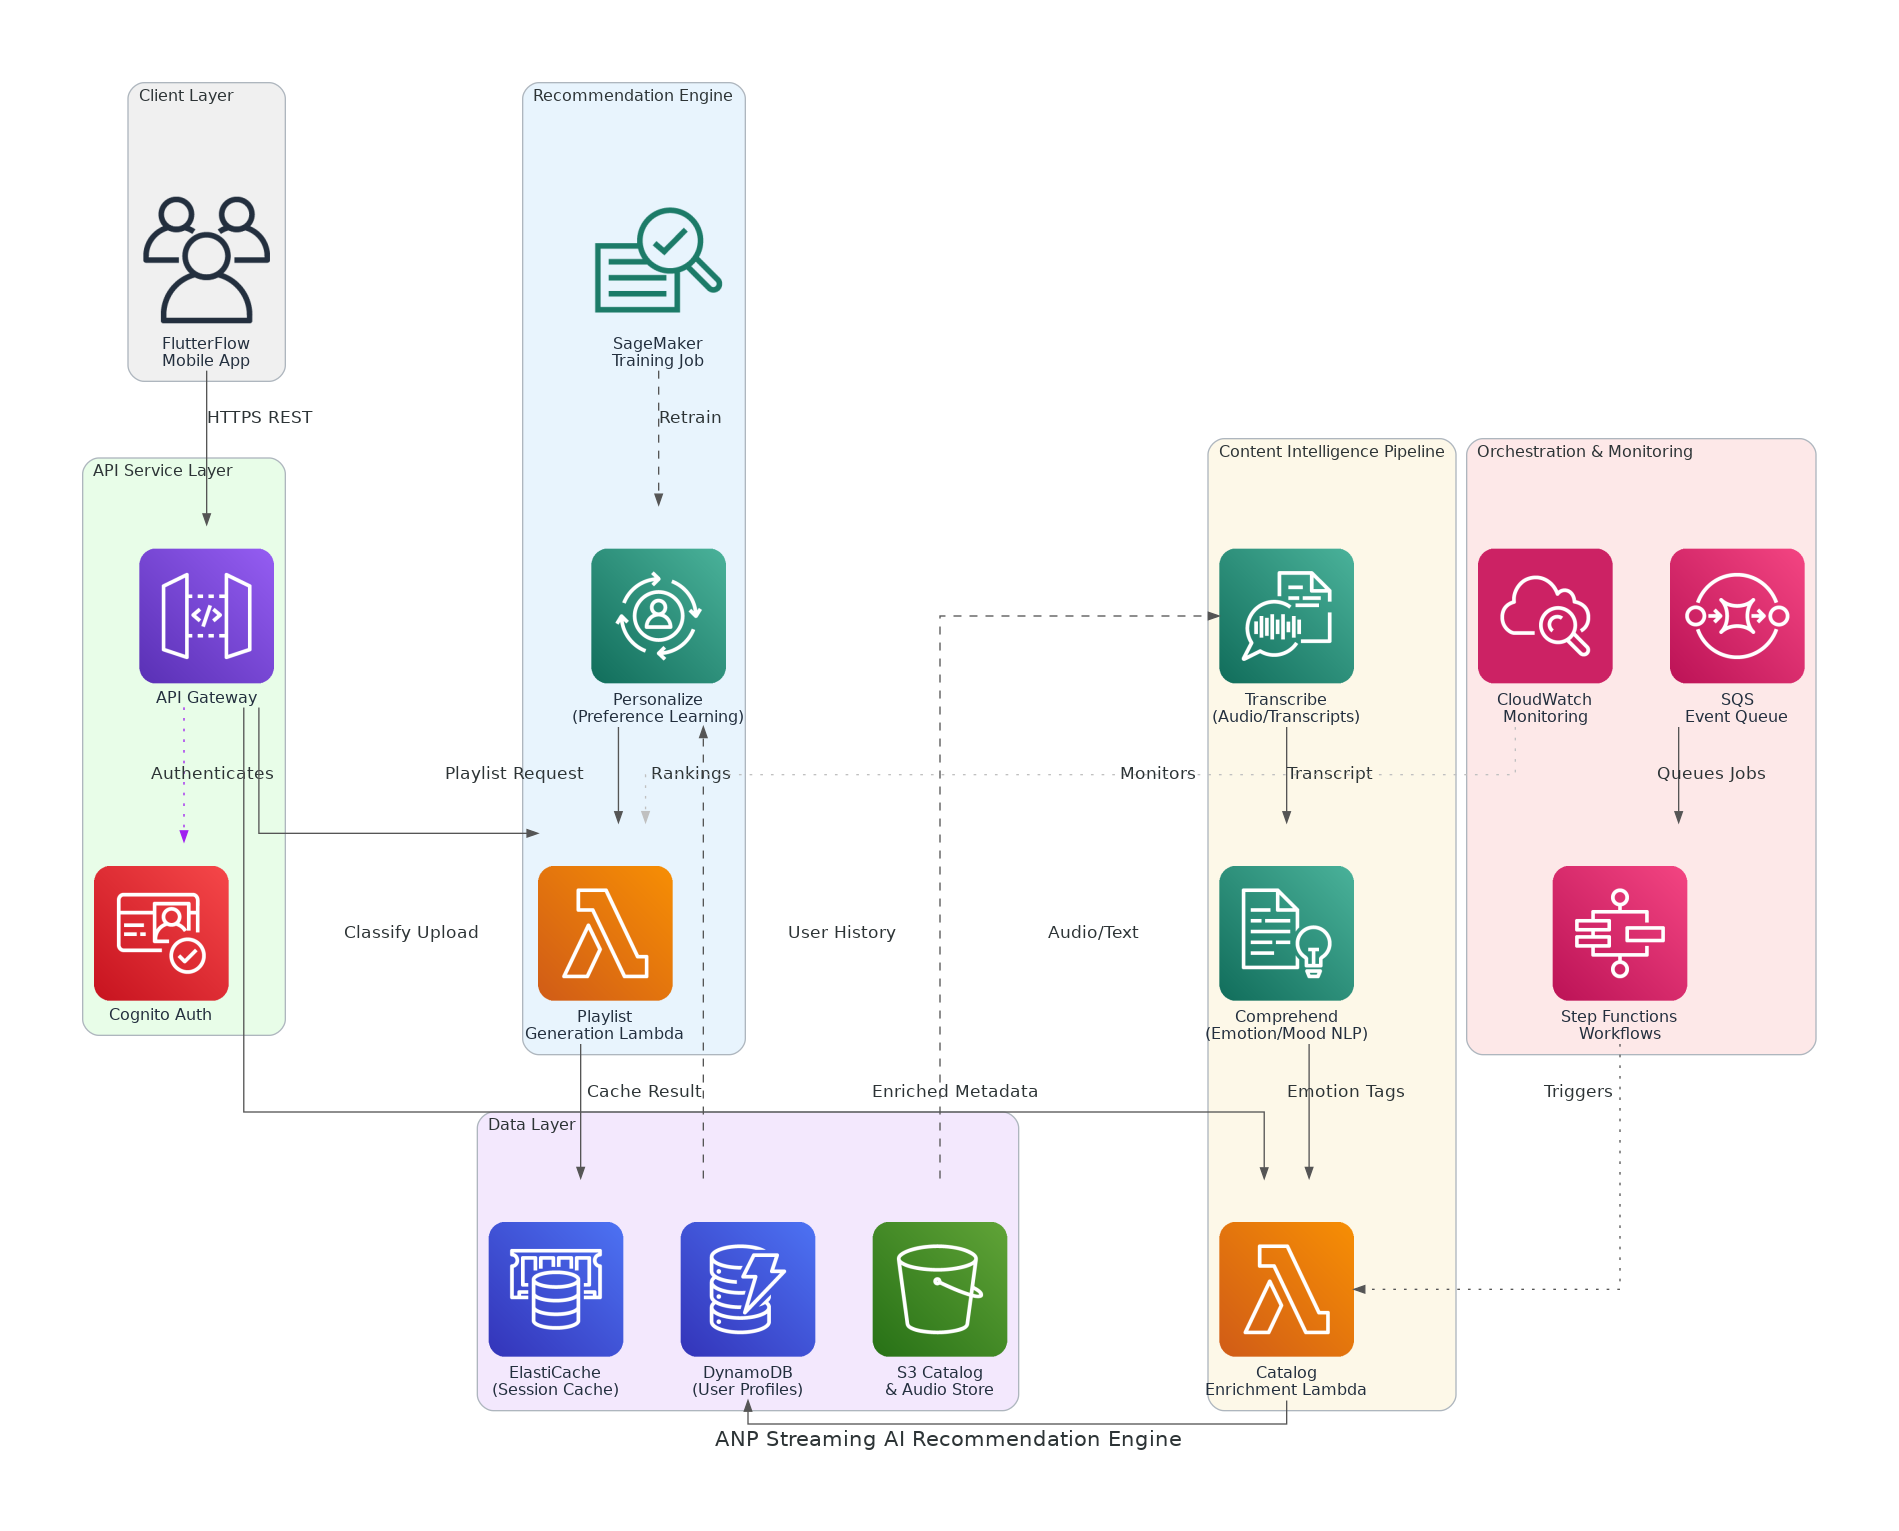 Client Layer
Recommendation Engine
FlutterFlow
Mobile App
SageMaker
Training Job
HTTPS REST
Retrain
Content Intelligence Pipeline
Orchestration & Monitoring
API Service Layer
API Gateway
Personalize
(Preference Learning)
Transcribe
(Audio/Transcripts)
CloudWatch
Monitoring
SQS
Event Queue
Authenticates
Playlist Request
Rankings
Monitors
Transcript
Queues Jobs
Classify Upload
User History
Audio/Text
Cognito Auth
Playlist
Generation Lambda
Comprehend
(Emotion/Mood NLP)
Step Functions
Workflows
Cache Result
Enriched Metadata
Emotion Tags
Triggers
Data Layer
ElastiCache
(Session Cache)
DynamoDB
(User Profiles)
S3 Catalog
& Audio Store
Catalog
Enrichment Lambda
ANP Streaming AI Recommendation Engine